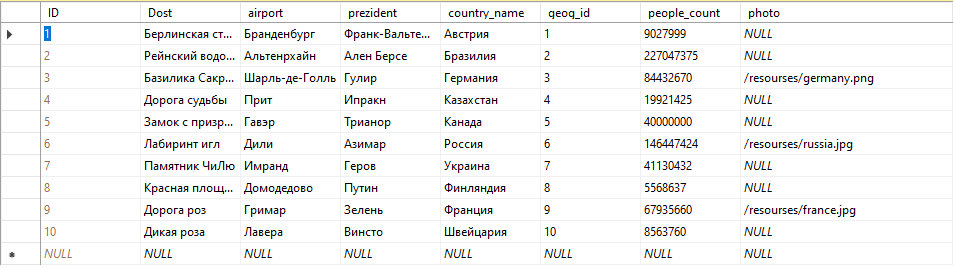 ID Dost airport prezident country_name qeoq_id people_count photo
1 Берлинская ст... Бранденбург Франк-Вальте... Австрия 1 9027999 NULL
2 Рейнский водо... Альтенрхайн Ален Берсе Бразилия 2 227047375 NULL
3 Базилика Сакр... Шарль-де-Голль Гулир Германия 3 84432670 /resourses/germany.png
4 Дорога судьбы Прит Ипракн Казахстан 4 19921425 NULL
5 Замок с призр... Гавэр Трианор Канада 5 40000000 NULL
6 Лабиринт игл Дили Азимар Россия 6 146447424 /resourses/russia.jpg
7 Памятник ЧиЛю Имранд Геров Украина 7 41130432 NULL
8 Красная площ... Домодедово Путин Финляндия 8 5568637 NULL
9 Дорога роз Гримар Зелень Франция 9 67935660 /resourses/france.jpg
10 Дикая роза Лавера Винсто Швейцария 10 8563760 NULL
NULL NULL NULL NULL NULL NULL NULL NULL